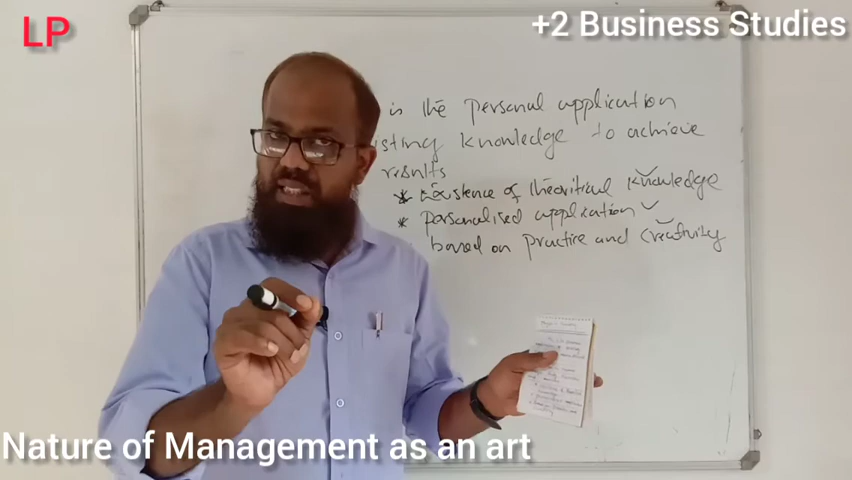 LP
+2 Business Studies
is the personal application
isting knowledge to achieve
results
* Existence of theoritical knowledge
* personalised application
based on practice and creativity
Nature of Management as an art